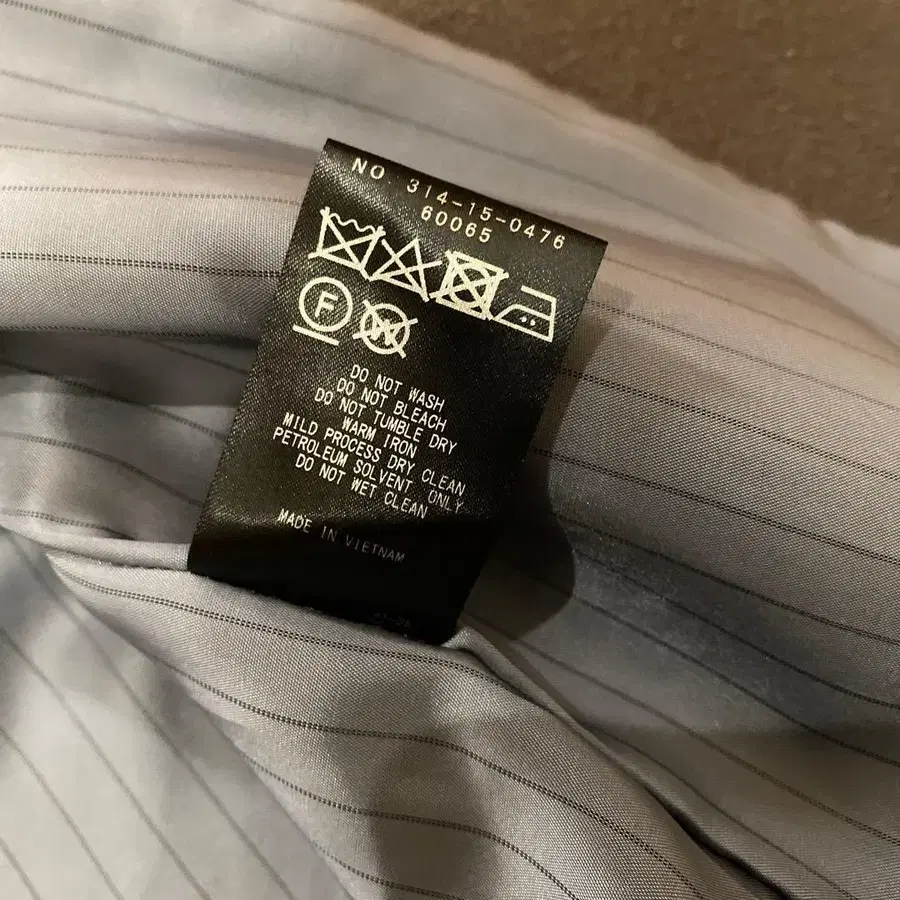 NO. 314-15-0476
60065
F
W
DO NOT WASH
DO NOT BLEACH
DO NOT TUMBLE DRY
WARM IRON
MILD PROCESS DRY CLEAN
PETROLEUM SOLVENT ONLY
DO NOT WET CLEAN
MADE IN VIETNAM